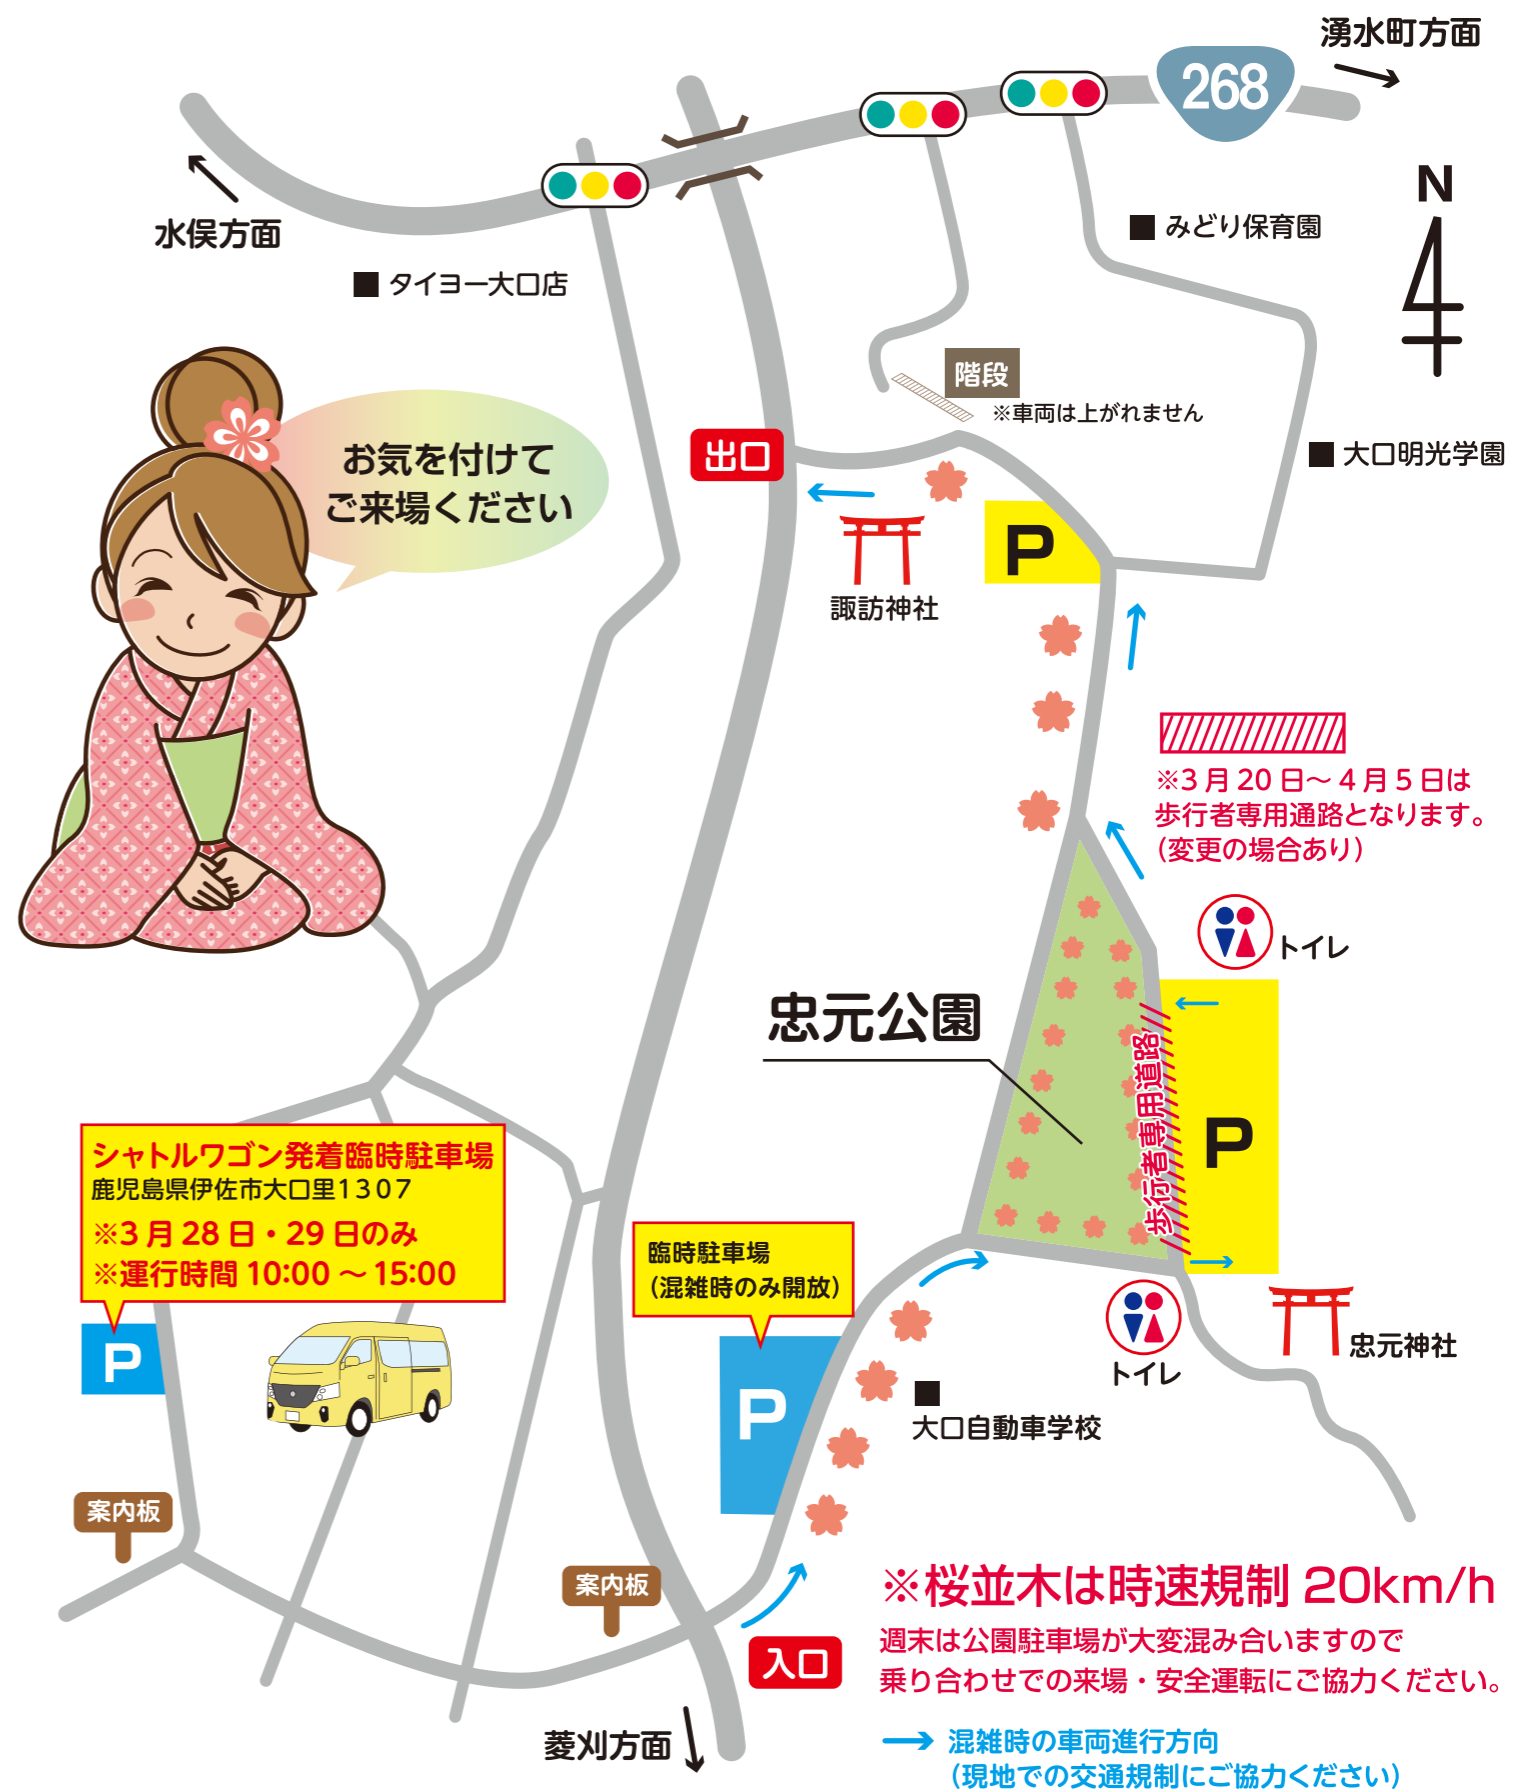 湧水町方面
268
水俣方面
N
みどり保育園
タイヨー大口店
階段
※車両は上がれません
お気を付けて
ご来場ください
出口
大口明光学園
P
諏訪神社
※3月20日～4月5日は
歩行者専用通路となります。
（変更の場合あり）
トイレ
忠元公園
歩行者専用道路
P
シャトルワゴン発着臨時駐車場
鹿児島県伊佐市大口里1307
※3月28日・29日のみ
※運行時間 10:00 ～ 15:00
P
臨時駐車場
（混雑時のみ開放）
P
トイレ
忠元神社
大口自動車学校
案内板
案内板
入口
※桜並木は時速規制 20km/h
週末は公園駐車場が大変混み合いますので
乗り合わせでの来場・安全運転にご協力ください。
菱刈方面
混雑時の車両進行方向
（現地での交通規制にご協力ください）